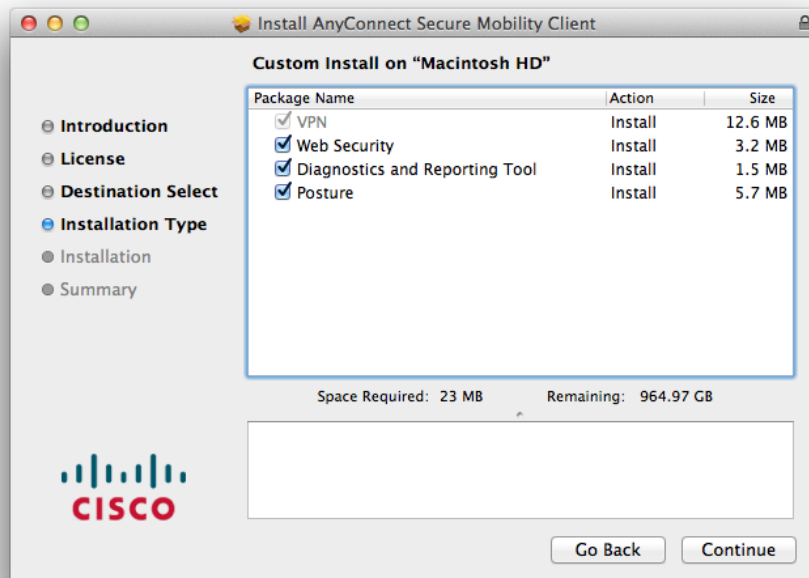 Install AnyConnect Secure Mobility Client
Custom Install on “Macintosh HD”
Introduction
License
Destination Select
Installation Type
Installation
Summary
Package Name Action Size
VPN Install 12.6 MB
Web Security Install 3.2 MB
Diagnostics and Reporting Tool Install 1.5 MB
Posture Install 5.7 MB
Space Required: 23 MB Remaining: 964.97 GB
CISCO
Go Back Continue